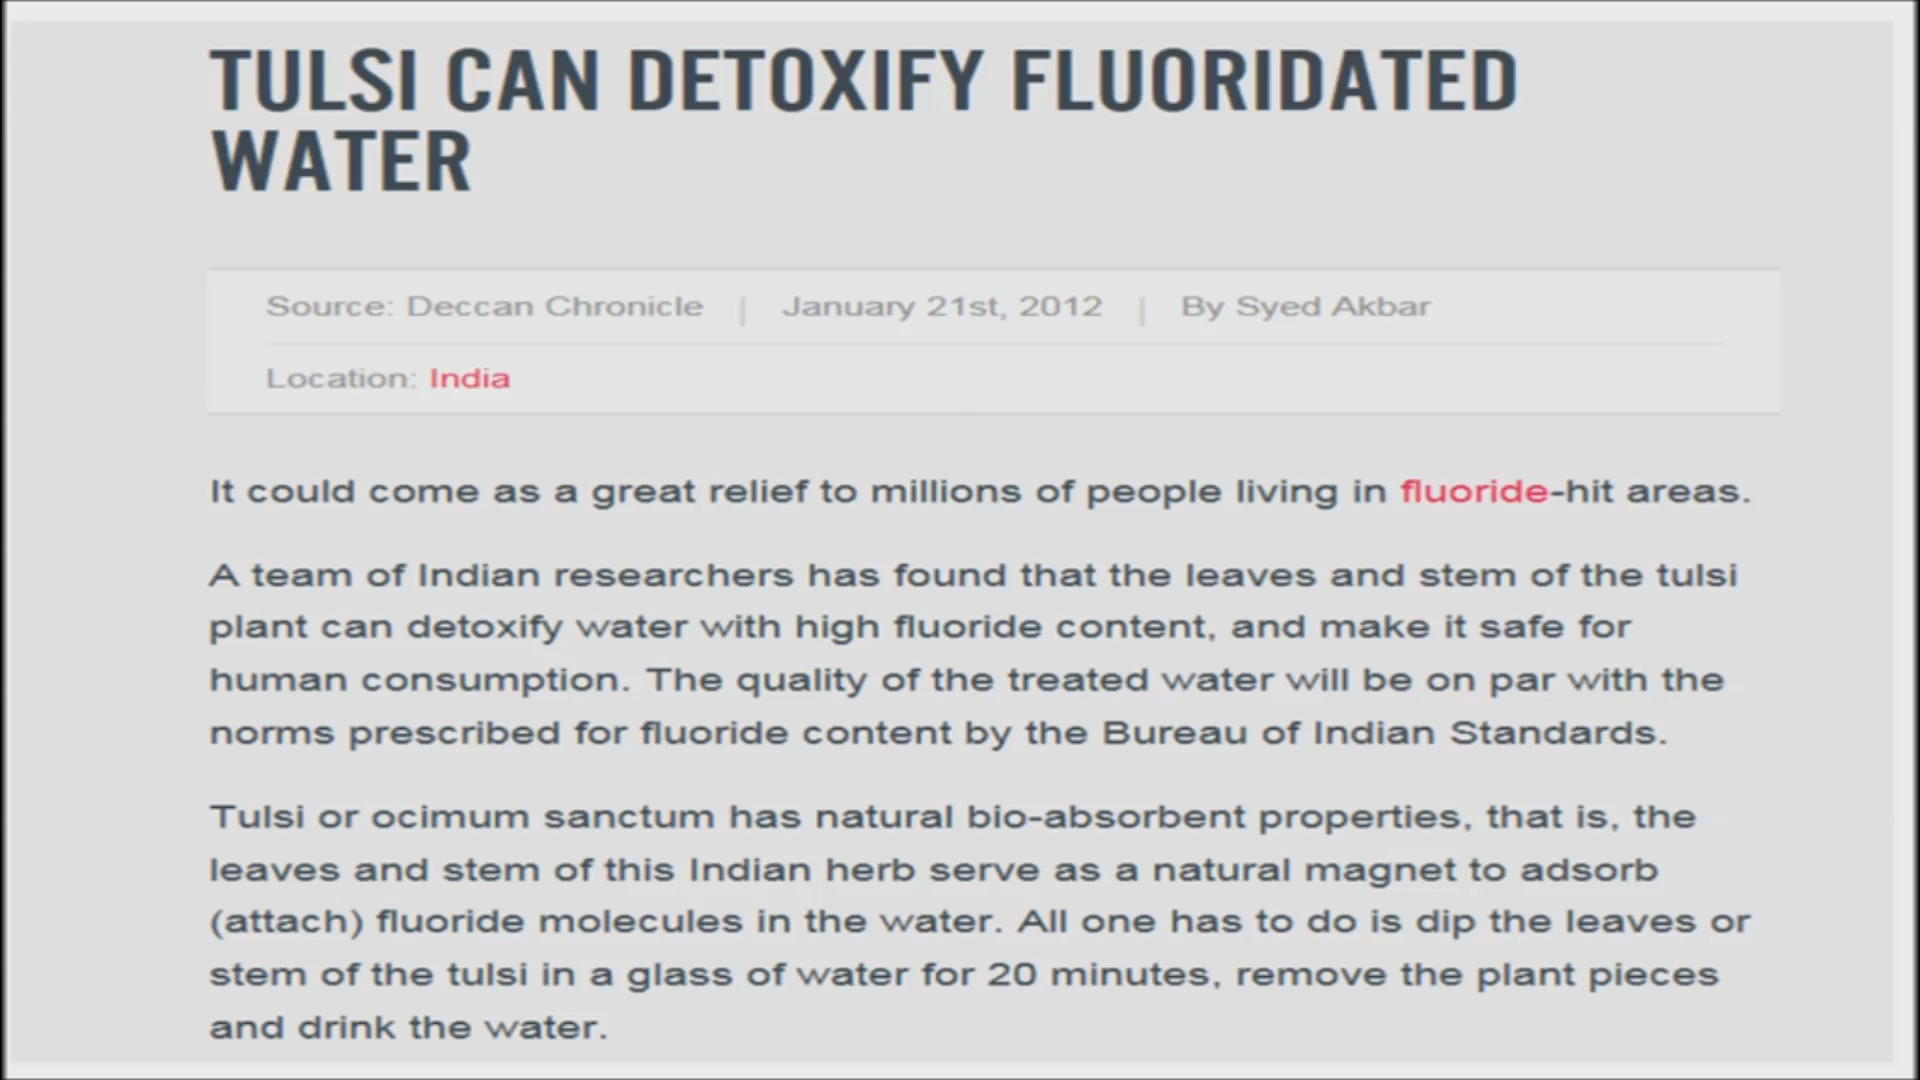 TULSI CAN DETOXIFY FLUORIDATED
WATER
Source: Deccan Chronicle | January 21st, 2012 | By Syed Akbar
Location: India
It could come as a great relief to millions of people living in fluoride-hit areas.
A team of Indian researchers has found that the leaves and stem of the tulsi
plant can detoxify water with high fluoride content, and make it safe for
human consumption. The quality of the treated water will be on par with the
norms prescribed for fluoride content by the Bureau of Indian Standards.
Tulsi or ocimum sanctum has natural bio-absorbent properties, that is, the
leaves and stem of this Indian herb serve as a natural magnet to adsorb
(attach) fluoride molecules in the water. All one has to do is dip the leaves or
stem of the tulsi in a glass of water for 20 minutes, remove the plant pieces
and drink the water.